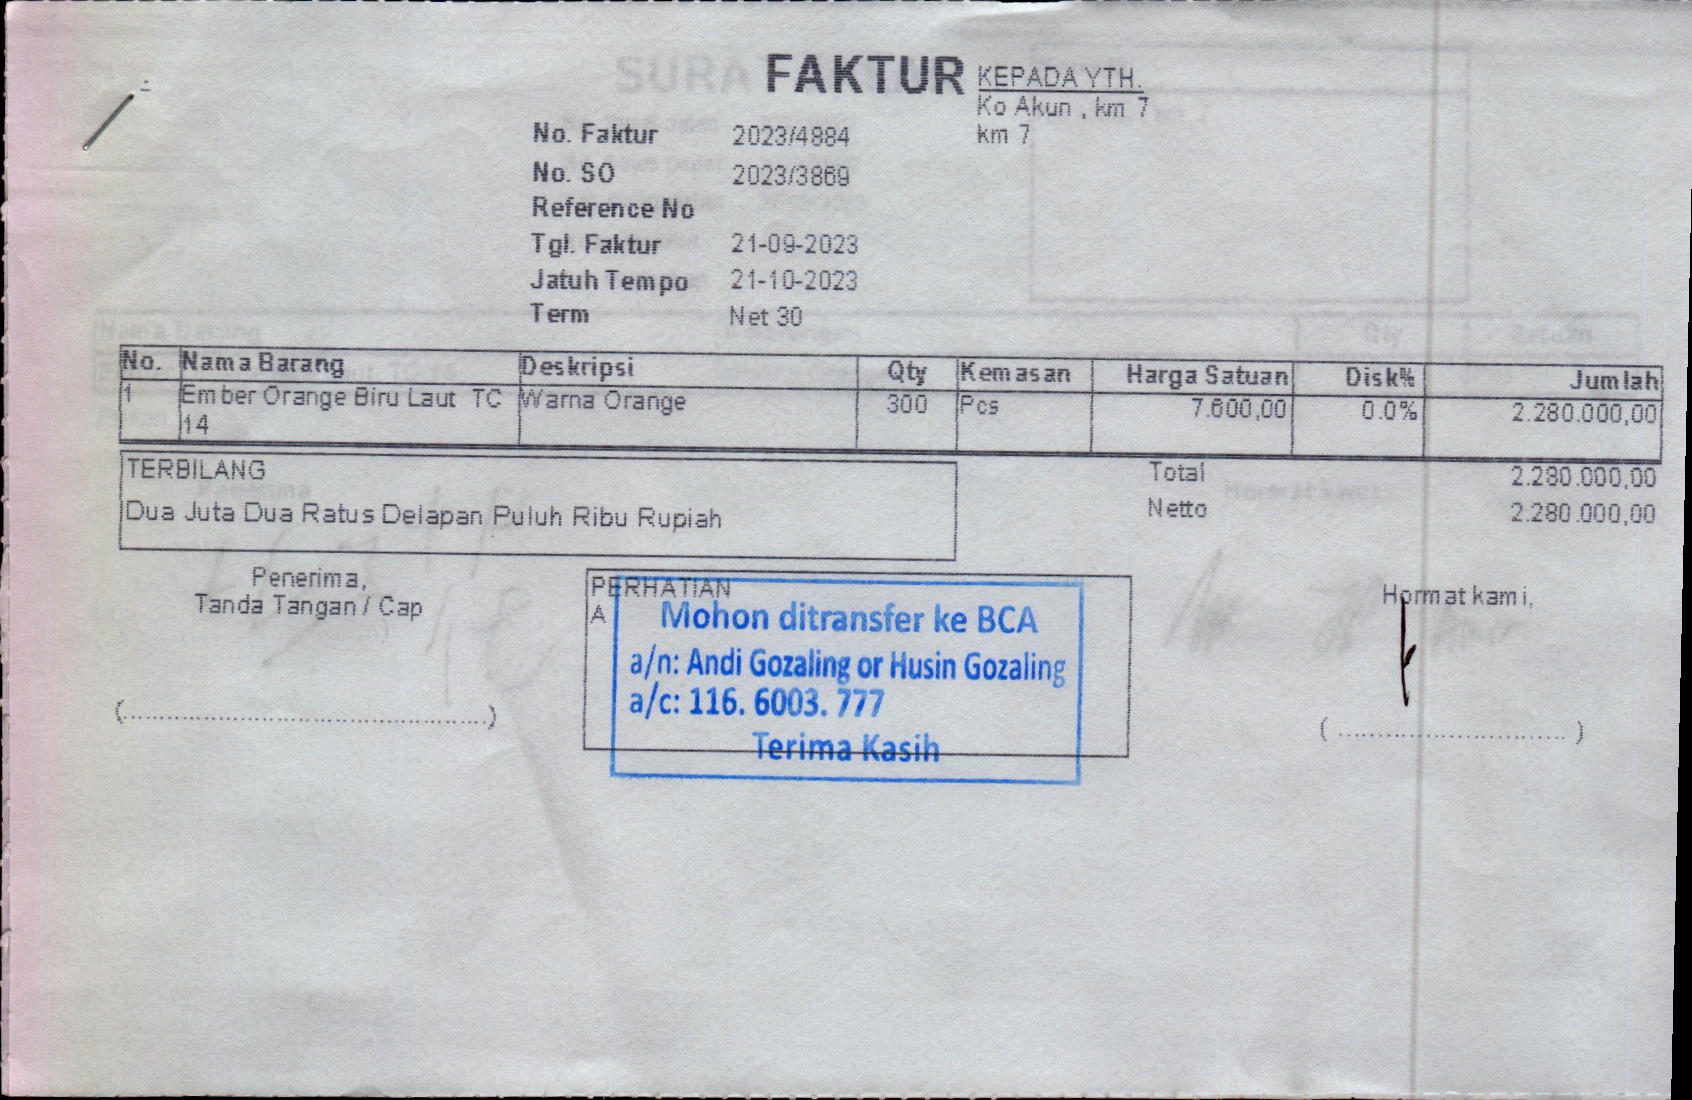 FAKTUR
KEPADA YTH.
Ko Akun , km 7
km 7
No. Faktur 2023/4884
No. SO 2023/3869
Reference No
Tgl. Faktur 21-09-2023
Jatuh Tempo 21-10-2023
Term Net 30
No. Nama Barang Deskripsi Qty Kemasan Harga Satuan Disk% Jumlah
1 Ember Orange Biru Laut TC Warna Orange 300 Pcs 7.600,00 0.0% 2.280.000,00
14
TERBILANG
Dua Juta Dua Ratus Delapan Puluh Ribu Rupiah
Total 2.280.000,00
Netto 2.280.000,00
Penerima,
Tanda Tangan / Cap
(..................................................)
PERHATIAN
A
Mohon ditransfer ke BCA
a/n: Andi Gozaling or Husin Gozaling
a/c: 116. 6003. 777
Terima Kasih
Hormat kami,
( ............................... )